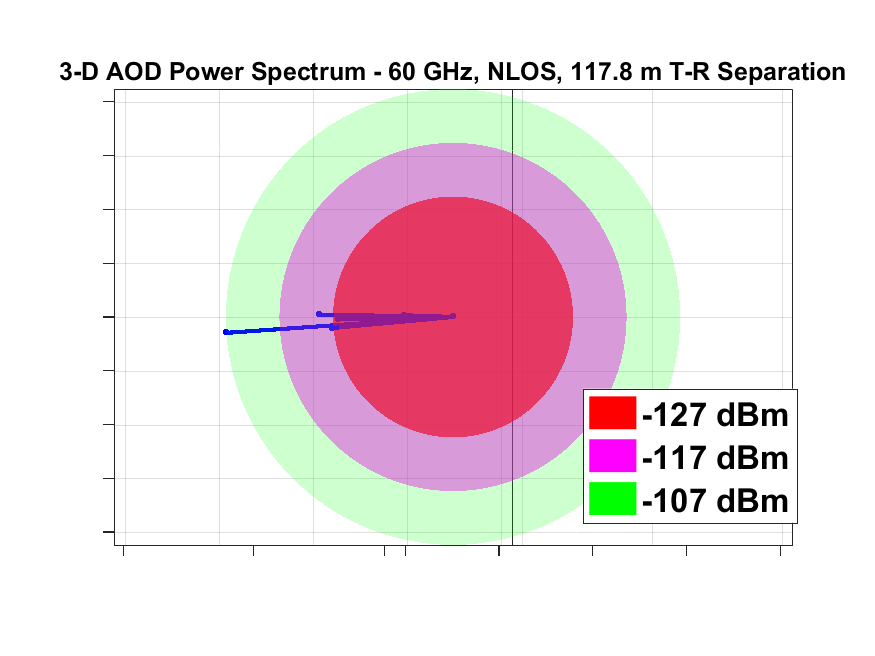 3-D AOD Power Spectrum - 60 GHz, NLOS, 117.8 m T-R Separation
-127 dBm
-117 dBm
-107 dBm